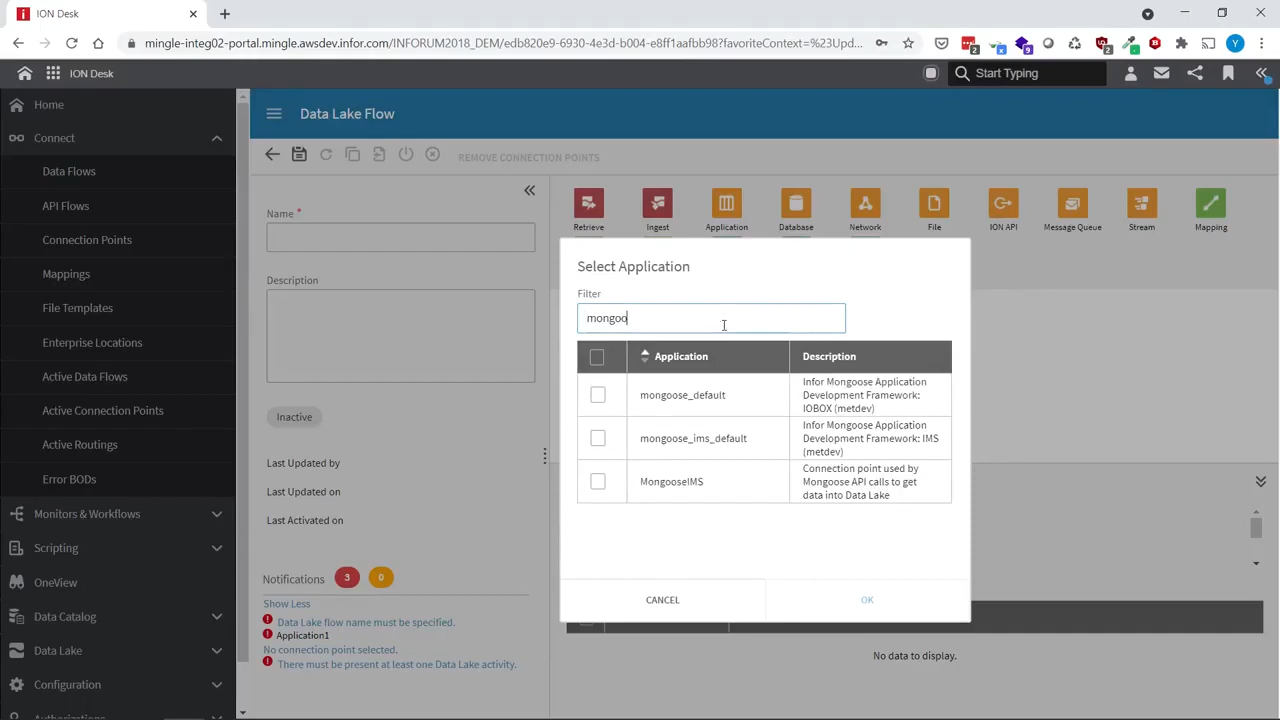 ION Desk
mingle-integ02-portal.mingle.awsdev.infor.com/INFORUM2018_DEM/edb820e9-6930-4e3d-b004-e8ff1aafbb98?favoriteContext=%23Upd...
2
x
9
2
Y
ION Desk
Start Typing
Home
Connect
Data Flows
API Flows
Connection Points
Mappings
File Templates
Enterprise Locations
Active Data Flows
Active Connection Points
Active Routings
Error BODs
Monitors & Workflows
Scripting
OneView
Data Catalog
Data Lake
Configuration
Data Lake Flow
REMOVE CONNECTION POINTS
Name *
Description
Inactive
Last Updated by
Last Updated on
Last Activated on
Notifications 3 0
Show Less
Data Lake flow name must be specified.
Application1
No connection point selected.
There must be present at least one Data Lake activity.
Retrieve
Ingest
Application
Database
Network
File
ION API
Message Queue
Stream
Mapping
Select Application
Filter
mongoo
Application Description
mongoose_default
Infor Mongoose Application
Development Framework:
IOBOX (metdev)
mongoose_ims_default
Infor Mongoose Application
Development Framework: IMS
(metdev)
MongooseIMS
Connection point used by
Mongoose API calls to get
data into Data Lake
CANCEL
OK
No data to display.